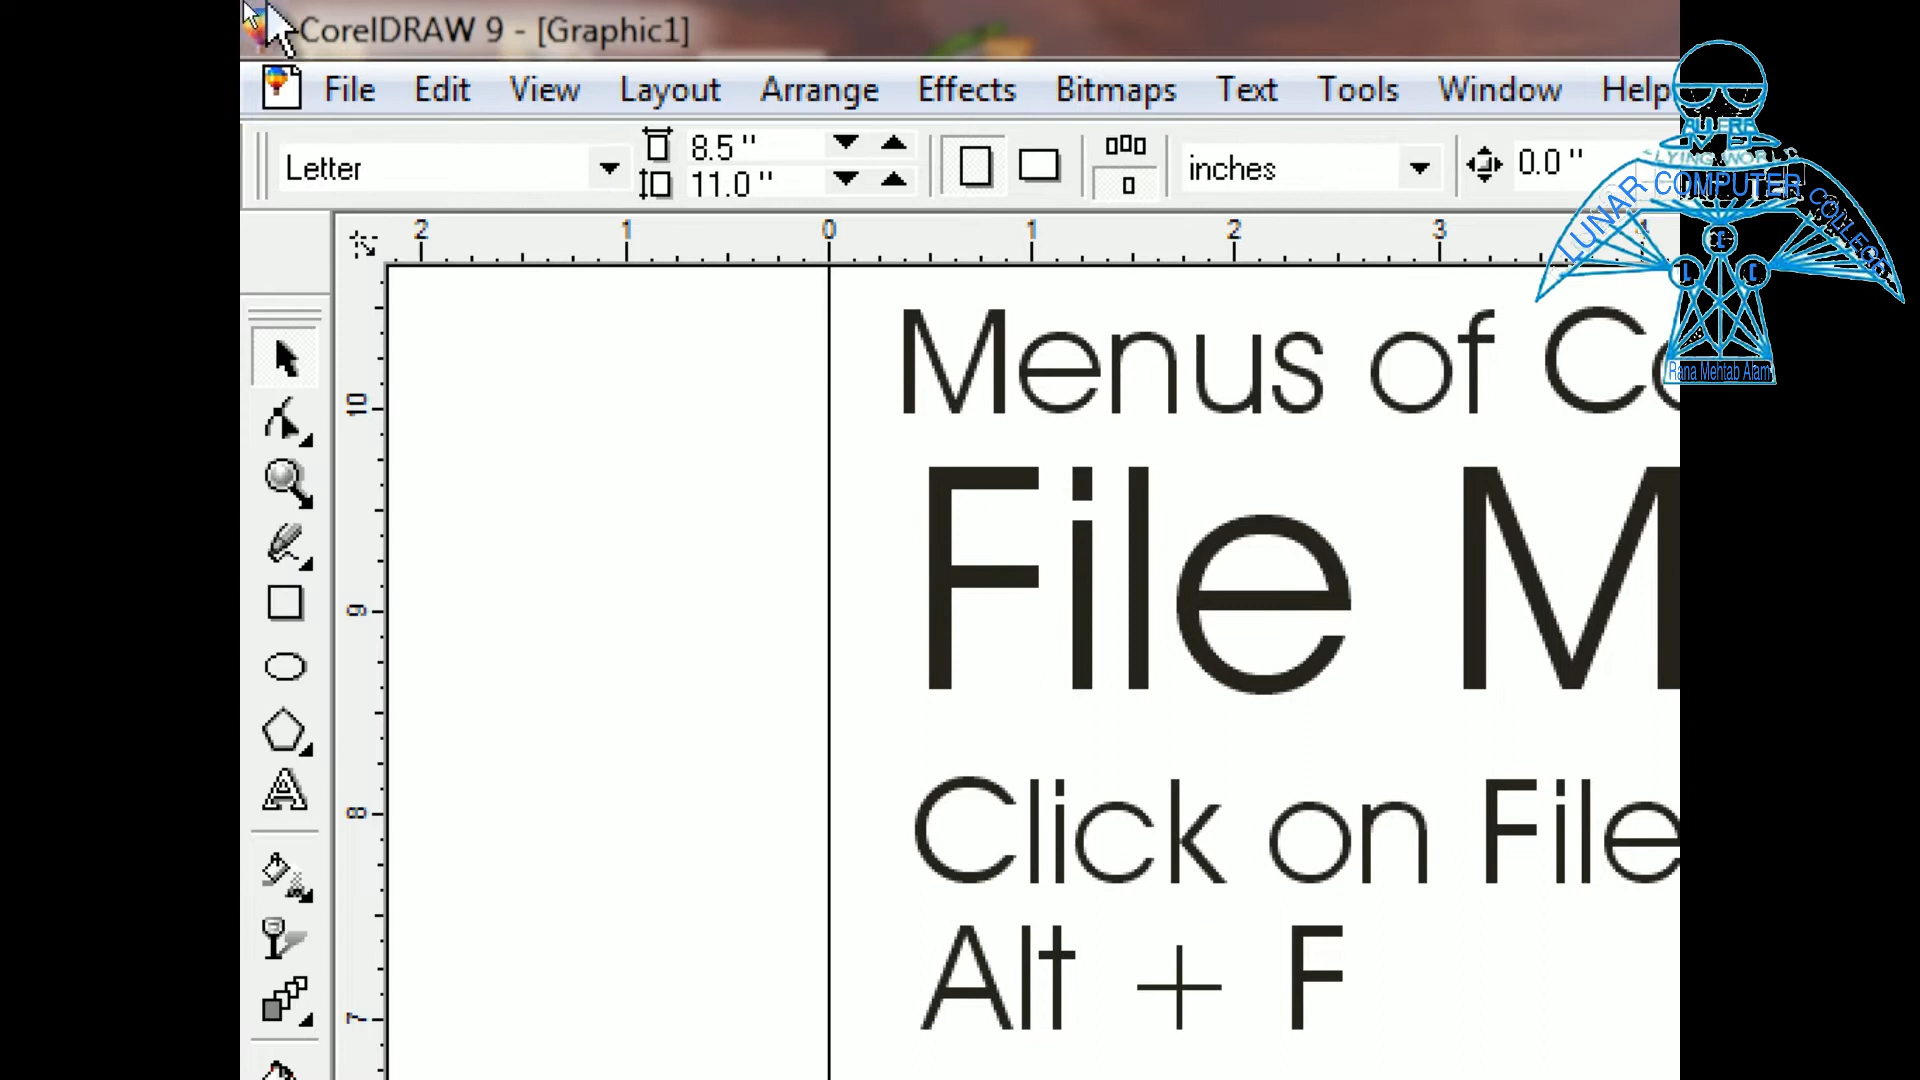 CorelDRAW 9 - [Graphic1]
File Edit View Layout Arrange Effects Bitmaps Text Tools Window Help
Letter 8.5 " inches 0.0 "
11.0 "
2 1 0 1 2 3 4
LUNAR COMPUTER COLLEGE
Rana Mehtab Alam
10
9
8
7
Menus of Co
File M
Click on File
Alt + F